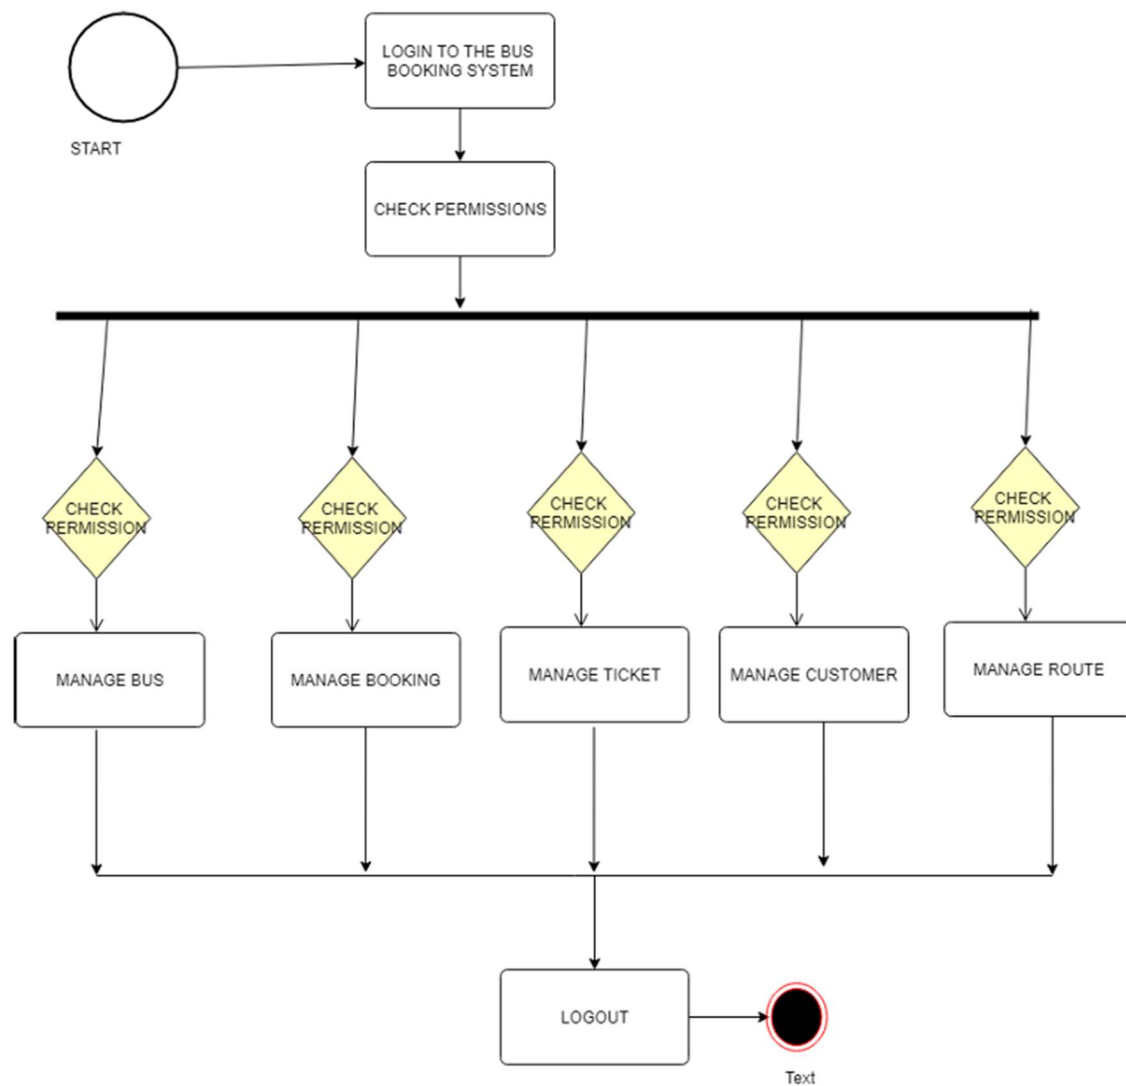 LOGIN TO THE BUS
BOOKING SYSTEM
START
CHECK PERMISSIONS
CHECK
PERMISSION
CHECK
PERMISSION
CHECK
PERMISSION
CHECK
PERMISSION
CHECK
PERMISSION
MANAGE BUS
MANAGE BOOKING
MANAGE TICKET
MANAGE CUSTOMER
MANAGE ROUTE
LOGOUT
Text